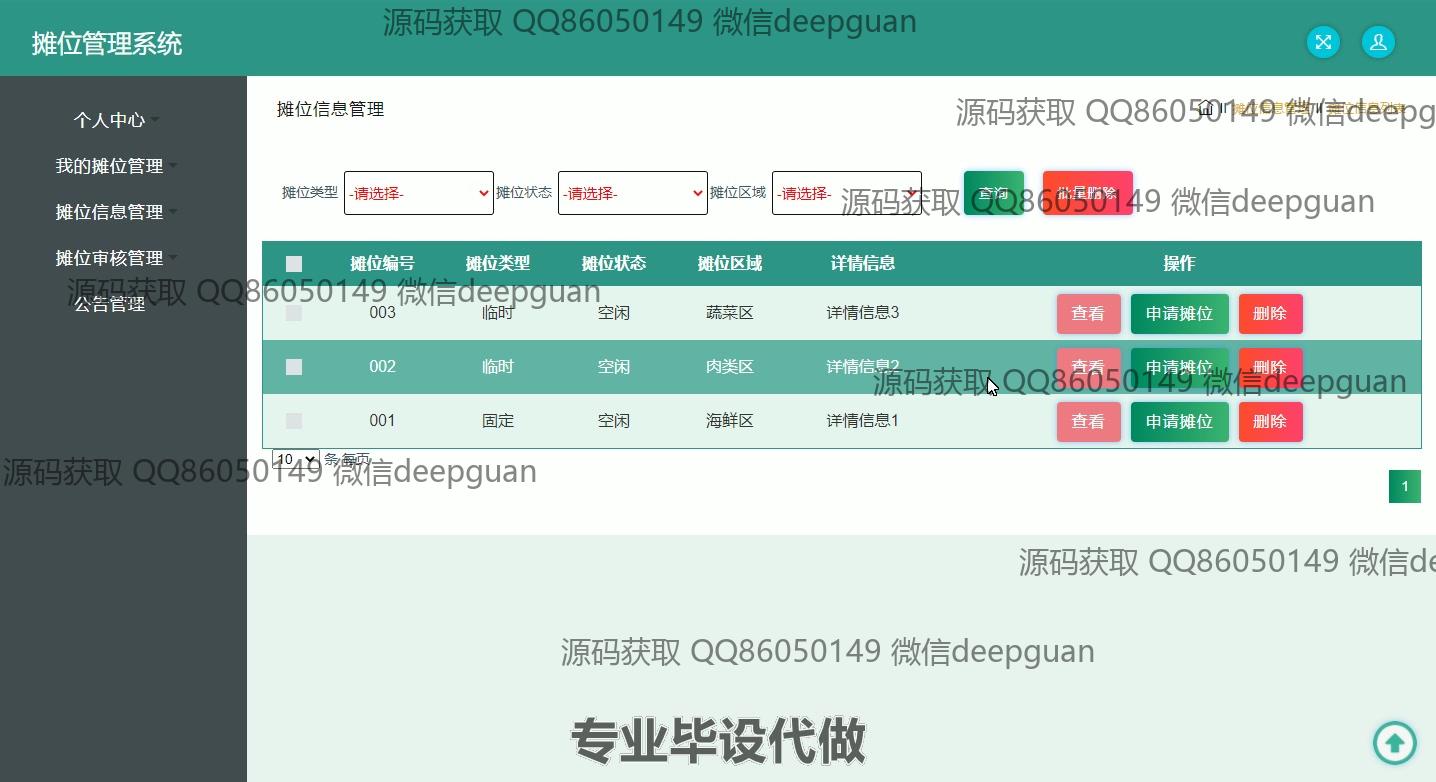 源码获取 QQ86050149 微信deepguan
摊位管理系统
个人中心
我的摊位管理
摊位信息管理
摊位审核管理
公告管理
源码获取 QQ86050149 微信deepguan
摊位信息管理
摊位信息管理 // 摊位信息列表
源码获取 QQ86050149 微信deepg
摊位类型 -请选择- 摊位状态 -请选择- 摊位区域 -请选择- 查询 批量删除
源码获取 QQ86050149 微信deepguan
摊位编号 摊位类型 摊位状态 摊位区域 详情信息 操作
003 临时 空闲 蔬菜区 详情信息3 查看 申请摊位 删除
002 临时 空闲 肉类区 详情信息2 查看 申请摊位 删除
源码获取 QQ86050149 微信deepguan
001 固定 空闲 海鲜区 详情信息1 查看 申请摊位 删除
10 条 每页
源码获取 QQ86050149 微信deepguan
1
源码获取 QQ86050149 微信de
源码获取 QQ86050149 微信deepguan
专业毕设代做